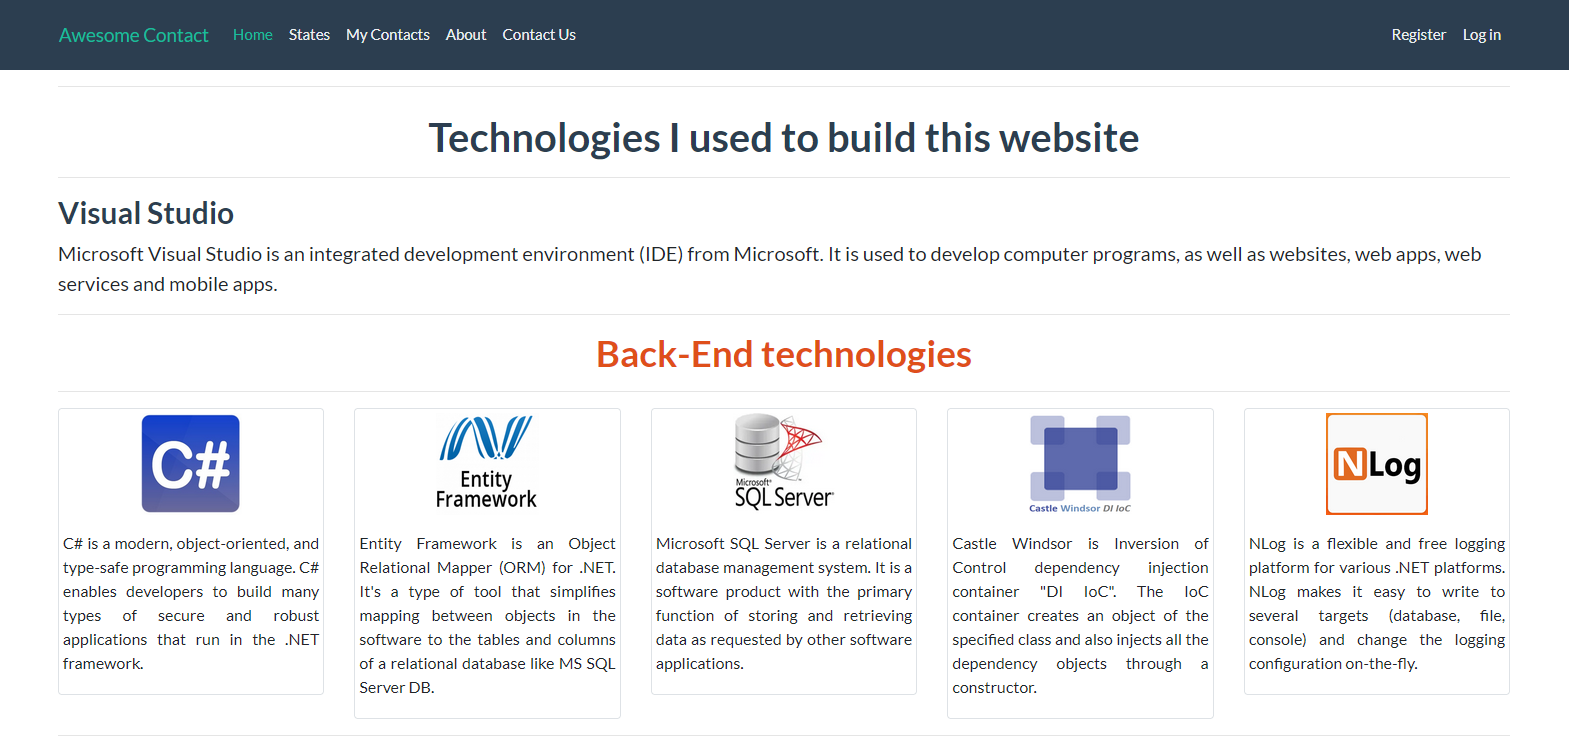 Awesome Contact Home States My Contacts About Contact Us Register Log in
Technologies I used to build this website
Visual Studio
Microsoft Visual Studio is an integrated development environment (IDE) from Microsoft. It is used to develop computer programs, as well as websites, web apps, web
services and mobile apps.
Back-End technologies
C#
C# is a modern, object-oriented, and
type-safe programming language. C#
enables developers to build many
types of secure and robust
applications that run in the .NET
framework.
Entity
Framework
Entity Framework is an Object
Relational Mapper (ORM) for .NET.
It's a type of tool that simplifies
mapping between objects in the
software to the tables and columns
of a relational database like MS SQL
Server DB.
Microsoft®
SQL Server®
Microsoft SQL Server is a relational
database management system. It is a
software product with the primary
function of storing and retrieving
data as requested by other software
applications.
Castle Windsor DI IoC
Castle Windsor is Inversion of
Control dependency injection
container "DI IoC". The IoC
container creates an object of the
specified class and also injects all the
dependency objects through a
constructor.
NLog
NLog is a flexible and free logging
platform for various .NET platforms.
NLog makes it easy to write to
several targets (database, file,
console) and change the logging
configuration on-the-fly.